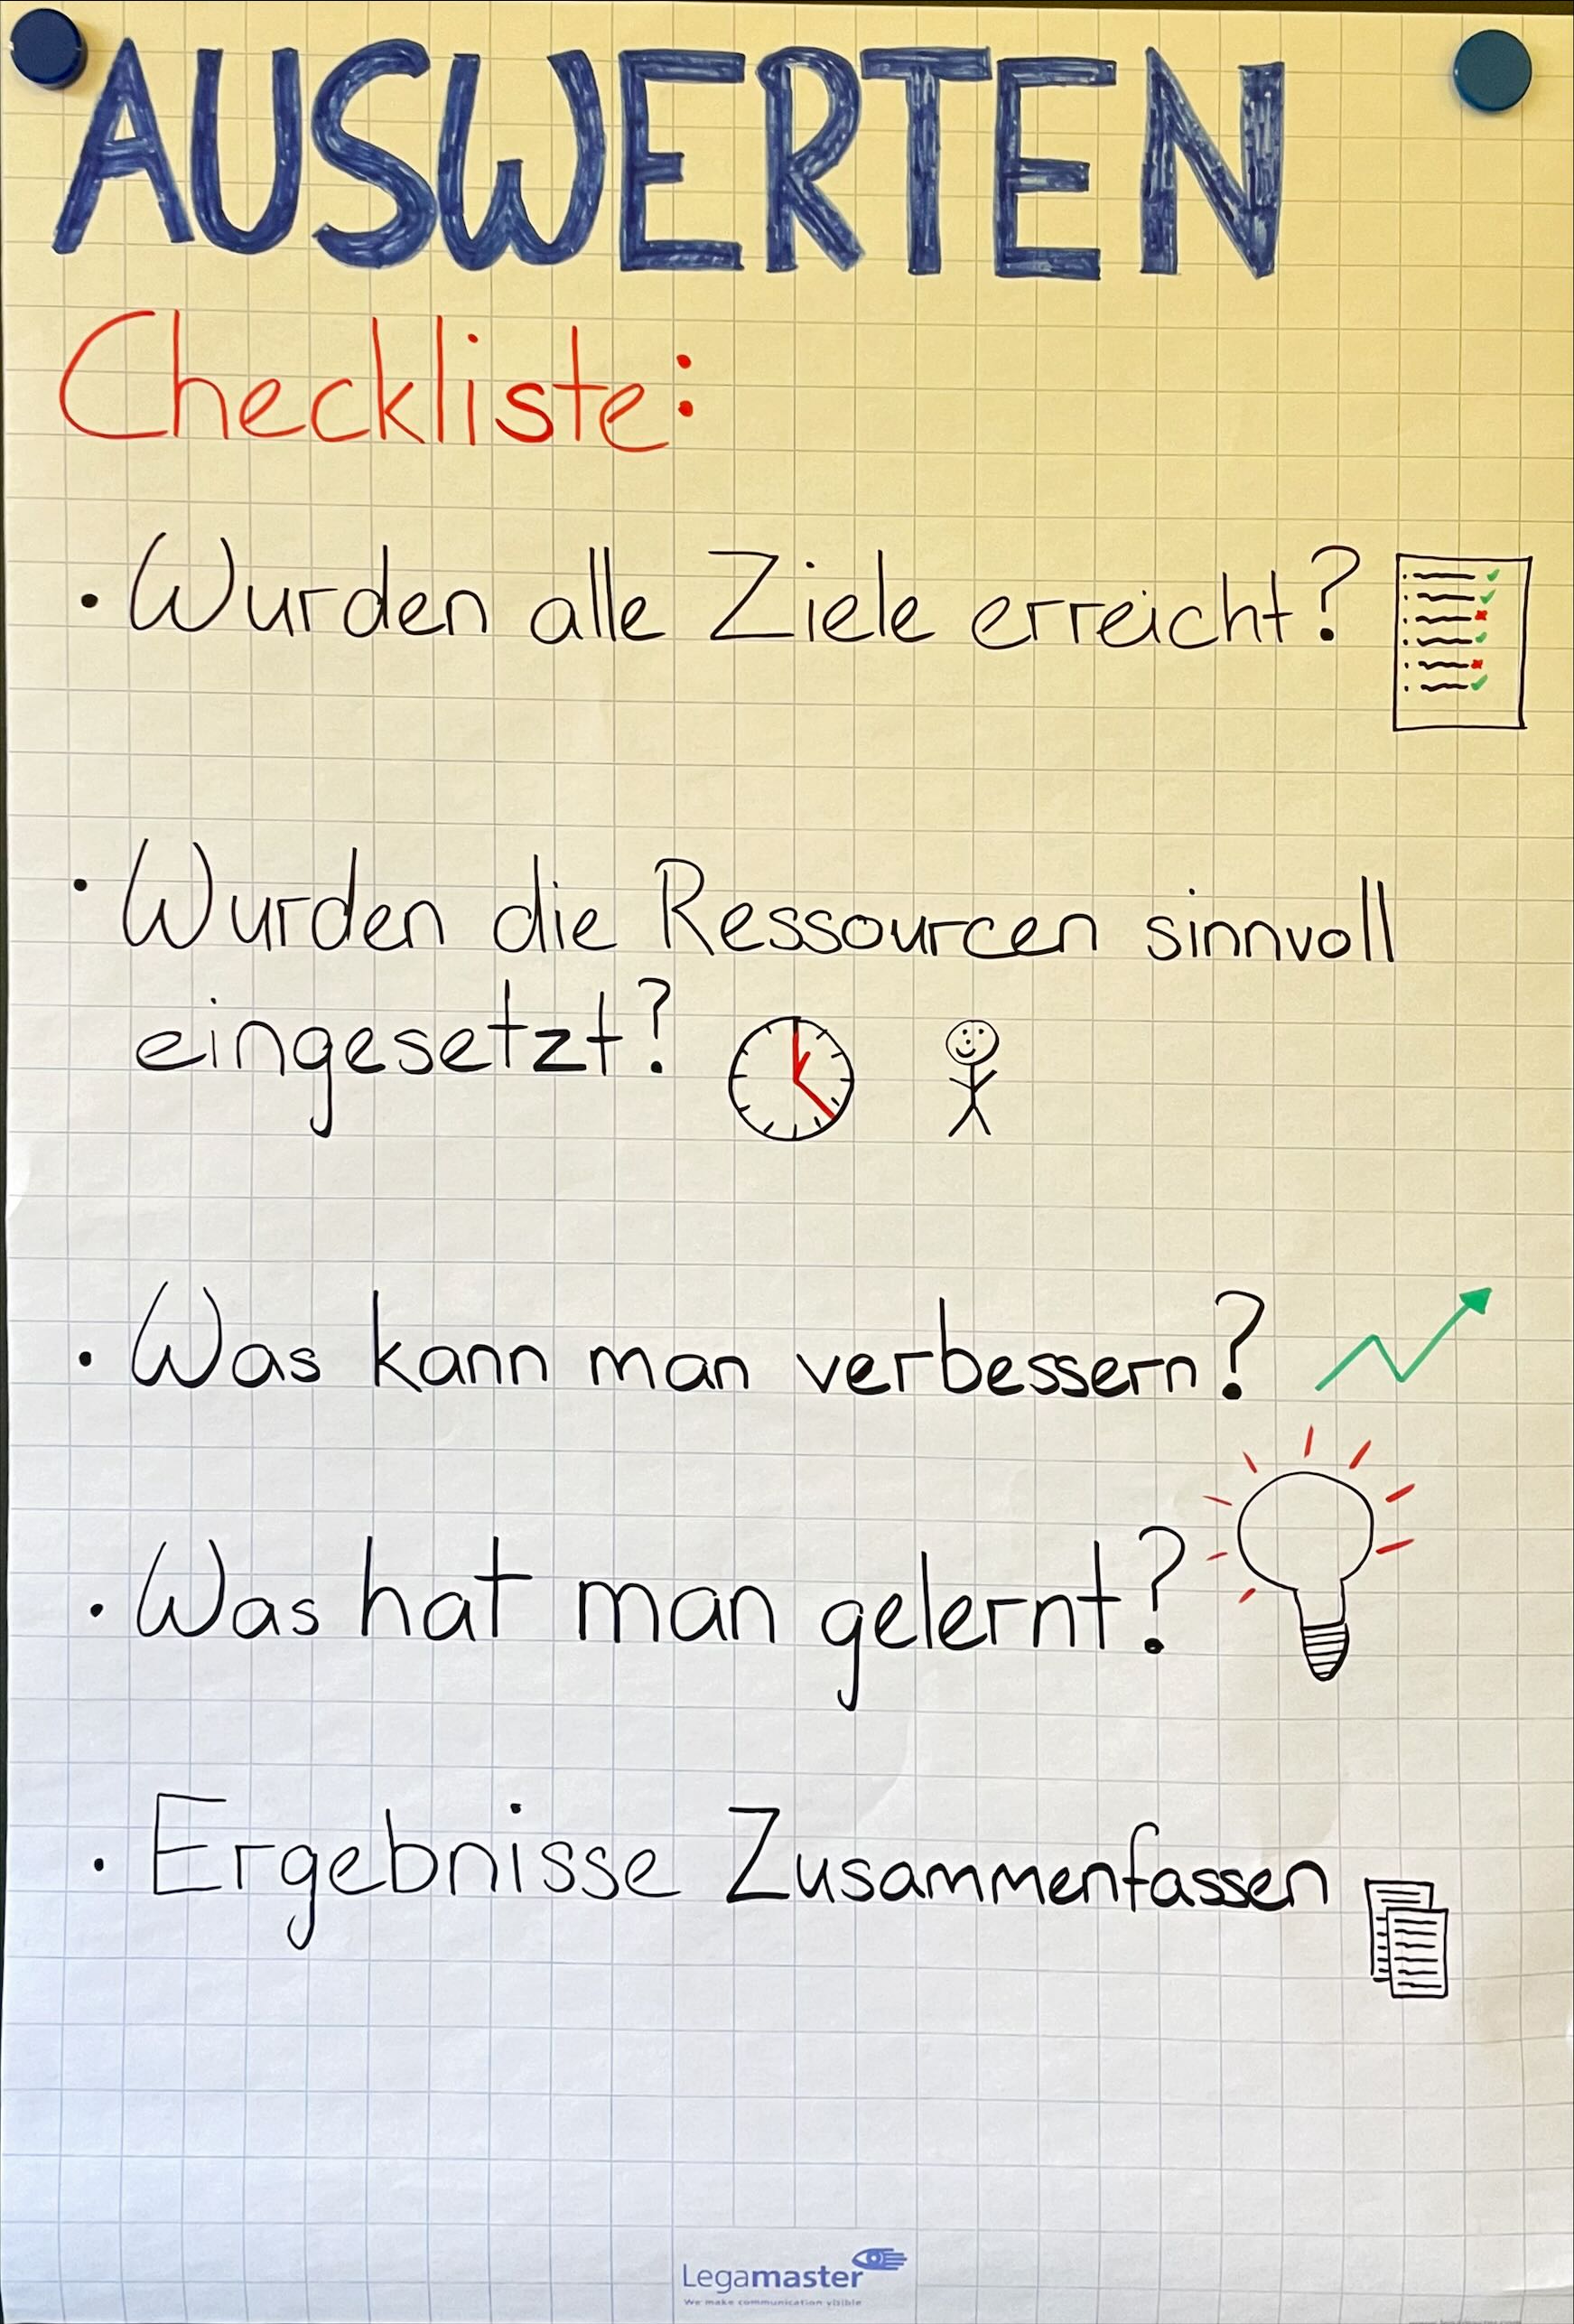 AUSWERTEN
Checkliste:
• Wurden alle Ziele erreicht?
• Wurden die Ressourcen sinnvoll
eingesetzt?
• Was kann man verbessern?
• Was hat man gelernt?
• Ergebnisse Zusammenfassen
Legamaster
We make communication visible